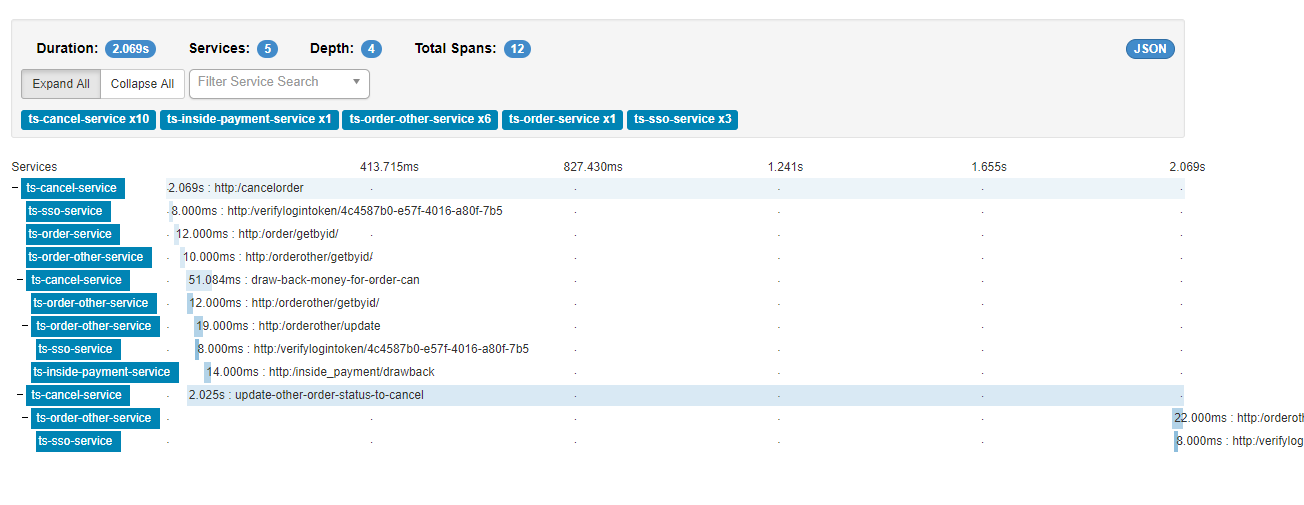 Duration: 2.069s Services: 5 Depth: 4 Total Spans: 12 JSON
Expand All Collapse All Filter Service Search
ts-cancel-service x10 ts-inside-payment-service x1 ts-order-other-service x6 ts-order-service x1 ts-sso-service x3
Services 413.715ms 827.430ms 1.241s 1.655s 2.069s
ts-cancel-service 2.069s : http:/cancelorder
ts-sso-service 8.000ms : http:/verifylogintoken/4c4587b0-e57f-4016-a80f-7b5
ts-order-service 12.000ms : http:/order/getbyid/
ts-order-other-service 10.000ms : http:/orderother/getbyid/
ts-cancel-service 51.084ms : draw-back-money-for-order-can
ts-order-other-service 12.000ms : http:/orderother/getbyid/
ts-order-other-service 19.000ms : http:/orderother/update
ts-sso-service 8.000ms : http:/verifylogintoken/4c4587b0-e57f-4016-a80f-7b5
ts-inside-payment-service 14.000ms : http:/inside_payment/drawback
ts-cancel-service 2.025s : update-other-order-status-to-cancel
ts-order-other-service 22.000ms : http:/orderoth
ts-sso-service 8.000ms : http:/verifylog